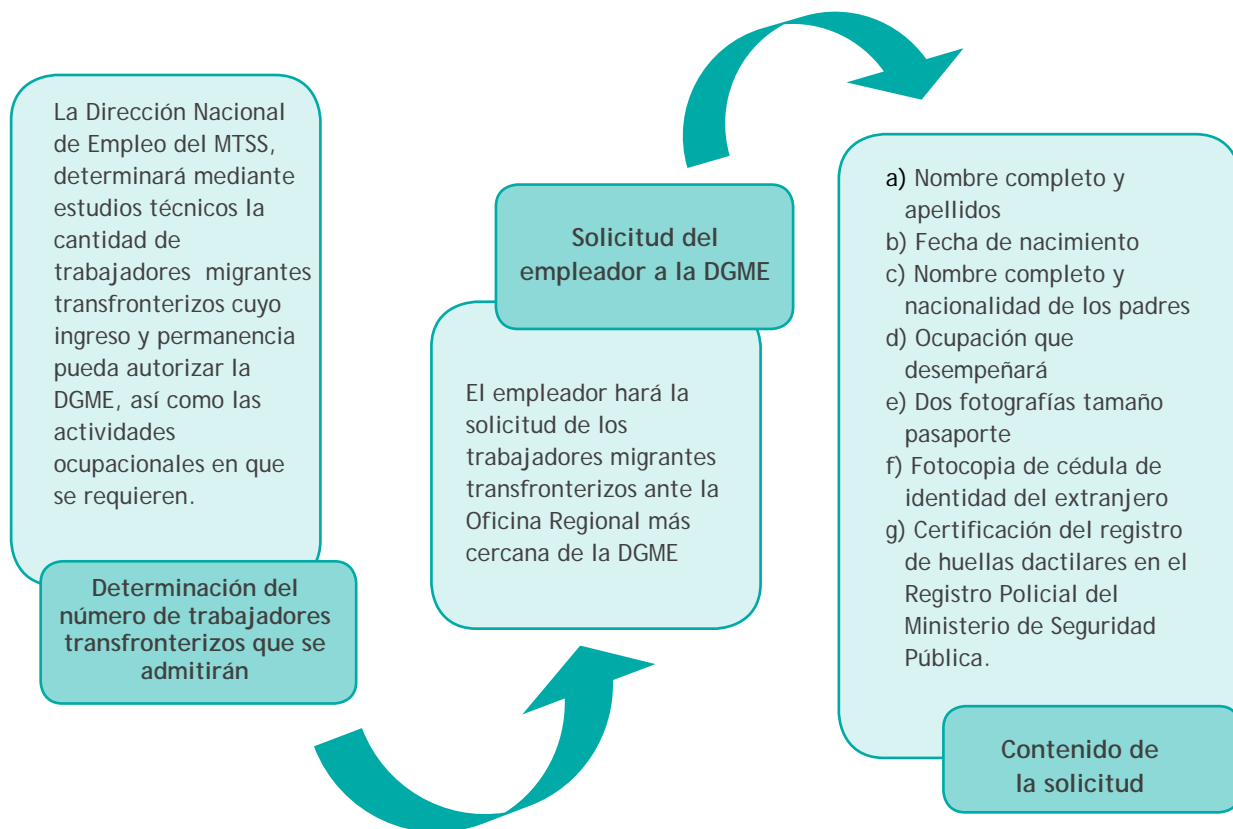 La Dirección Nacional
de Empleo del MTSS,
determinará mediante
estudios técnicos la
cantidad de
trabajadores migrantes
transfronterizos cuyo
ingreso y permanencia
pueda autorizar la
DGME, así como las
actividades
ocupacionales en que
se requieren.
Determinación del
número de trabajadores
transfronterizos que se
admitirán
Solicitud del
empleador a la DGME
El empleador hará la
solicitud de los
trabajadores migrantes
transfronterizos ante la
Oficina Regional más
cercana de la DGME
a) Nombre completo y
apellidos
b) Fecha de nacimiento
c) Nombre completo y
nacionalidad de los padres
d) Ocupación que
desempeñará
e) Dos fotografías tamaño
pasaporte
f) Fotocopia de cédula de
identidad del extranjero
g) Certificación del registro
de huellas dactilares en el
Registro Policial del
Ministerio de Seguridad
Pública.
Contenido de
la solicitud